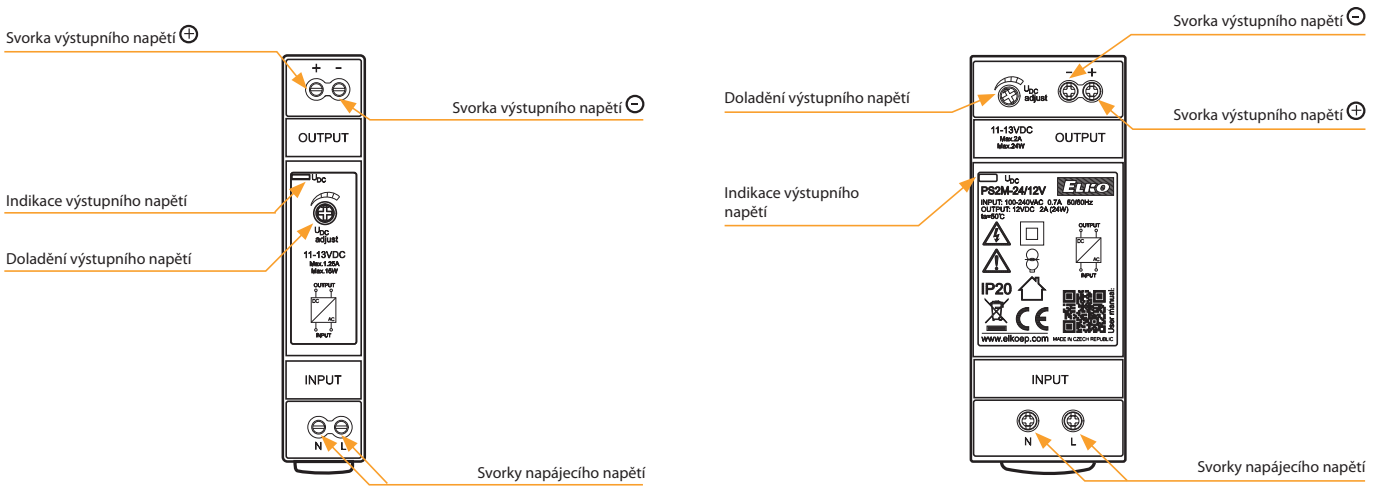 Svorka výstupního napětí ⊕
+ -
Svorka výstupního napětí ⊖
OUTPUT
UDC
Indikace výstupního napětí
UDC
adjust
Doladění výstupního napětí
11-13VDC
Max.1.25A
Max.15W
OUTPUT
DC
AC
INPUT
INPUT
N L
Svorky napájecího napětí
Svorka výstupního napětí ⊖
- +
Doladění výstupního napětí
UDC
adjust
Svorka výstupního napětí ⊕
11-13VDC
Max.2A
Max.24W
OUTPUT
Indikace výstupního
napětí
UDC
PS2M-24/12V
ELKO
INPUT: 100-240VAC 0.7A 50/60Hz
OUTPUT: 12VDC 2A (24W)
ta=50°C
OUTPUT
DC
AC
INPUT
IP20
CE
User manual:
www.elkoep.com MADE IN CZECH REPUBLIC
INPUT
N L
Svorky napájecího napětí